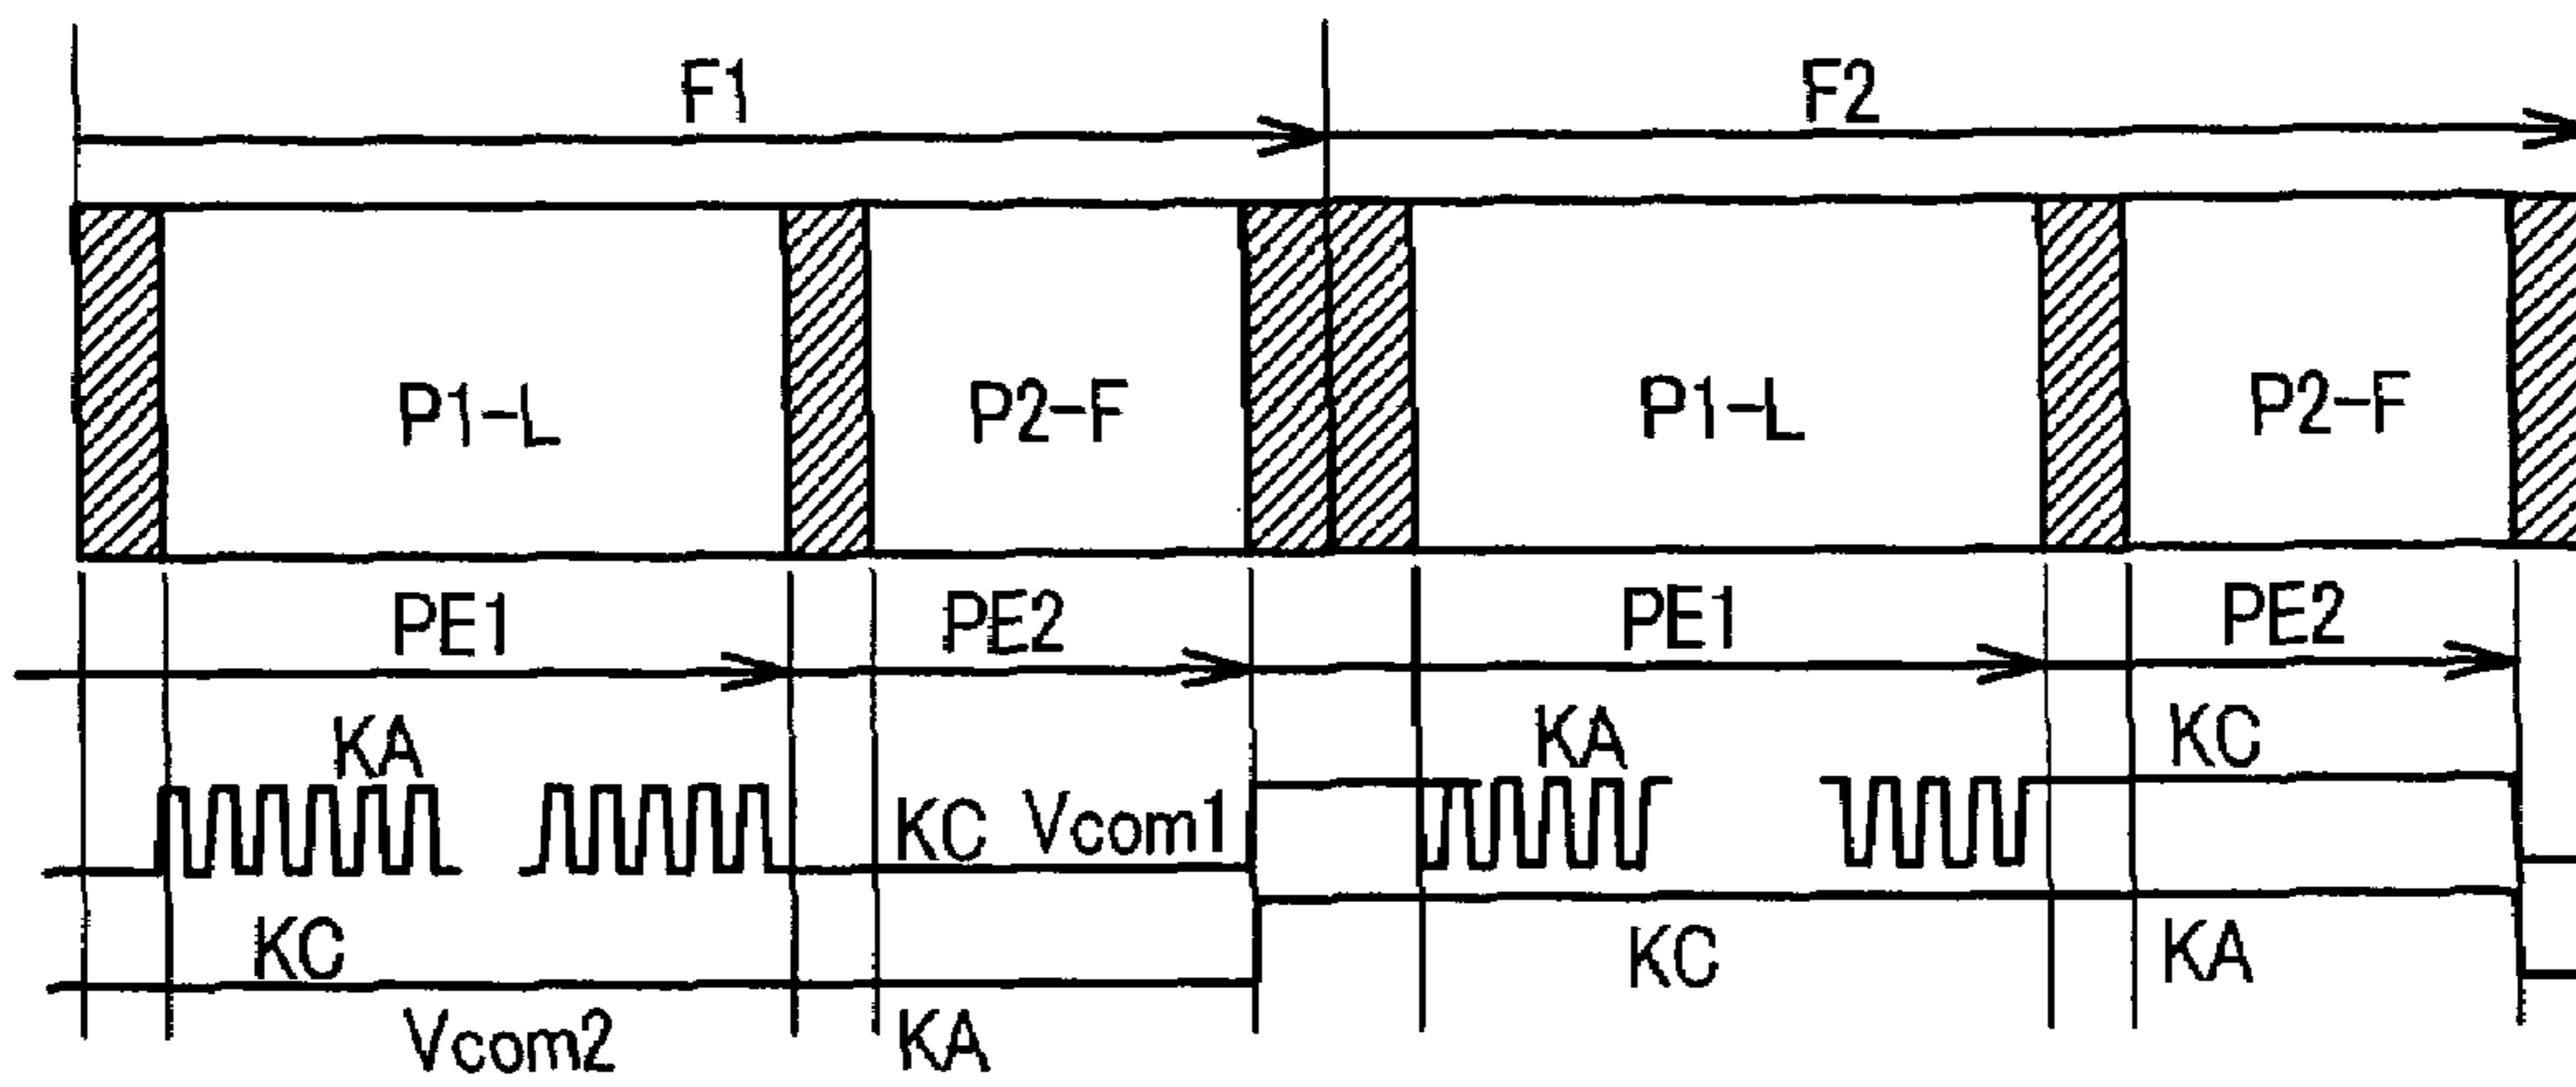 F1 F2
P1-L P2-F P1-L P2-F
PE1 PE2 PE1 PE2
KA KA KC
KC Vcom1
KC KC KA
Vcom2 KA